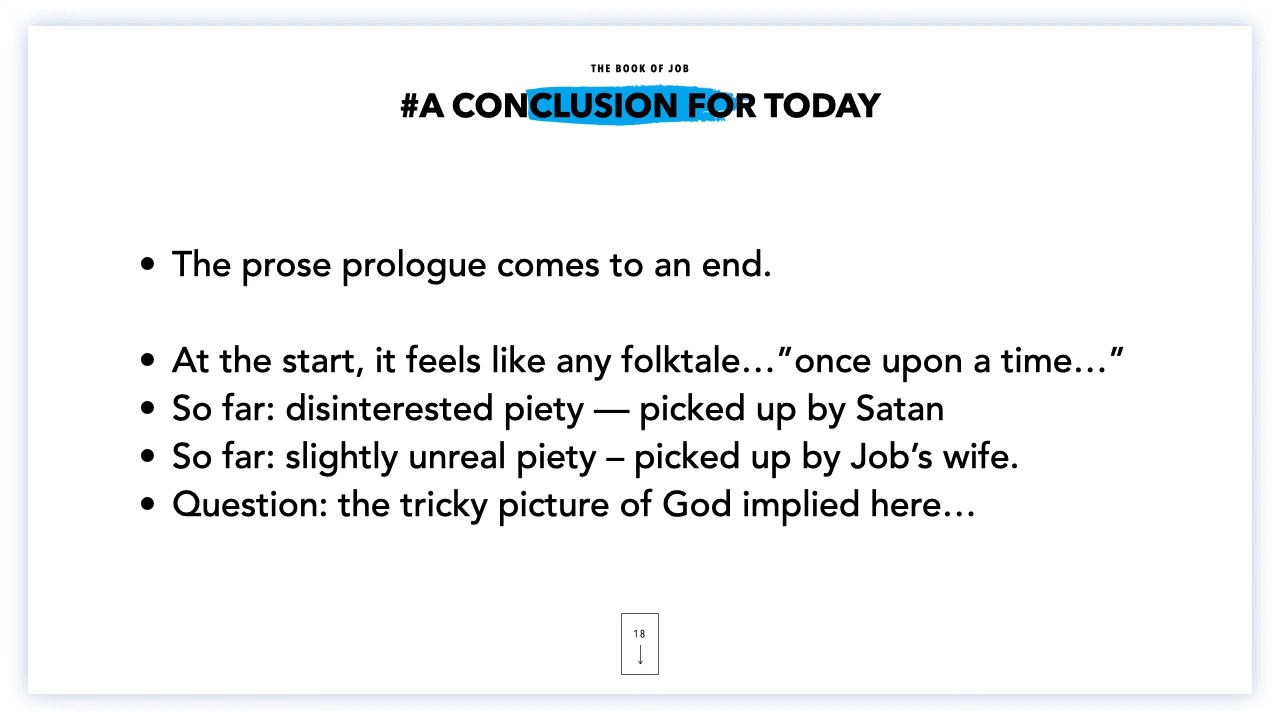 THE BOOK OF JOB
#A CONCLUSION FOR TODAY
• The prose prologue comes to an end.
• At the start, it feels like any folktale…”once upon a time…”
• So far: disinterested piety — picked up by Satan
• So far: slightly unreal piety – picked up by Job’s wife.
• Question: the tricky picture of God implied here…
18